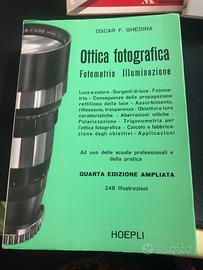 OSCAR F. GHEDINA
Ottica fotografica
Fotometria Illuminazione
Luce e colore - Sorgenti di luce - Fotome-
tria - Conseguenze della propagazione
rettilinea della luce - Assorbimento,
riflessione, trasparenza - Obiettivi e loro
caratteristiche - Aberrazioni ottiche -
Polarizzazione - Trigonometria per
l'ottica fotografica - Calcolo e fabbrica-
zione degli obiettivi - Applicazioni
Ad uso delle scuole professionali e
della pratica
QUARTA EDIZIONE AMPLIATA
248 Illustrazioni
HOEPLI
subito